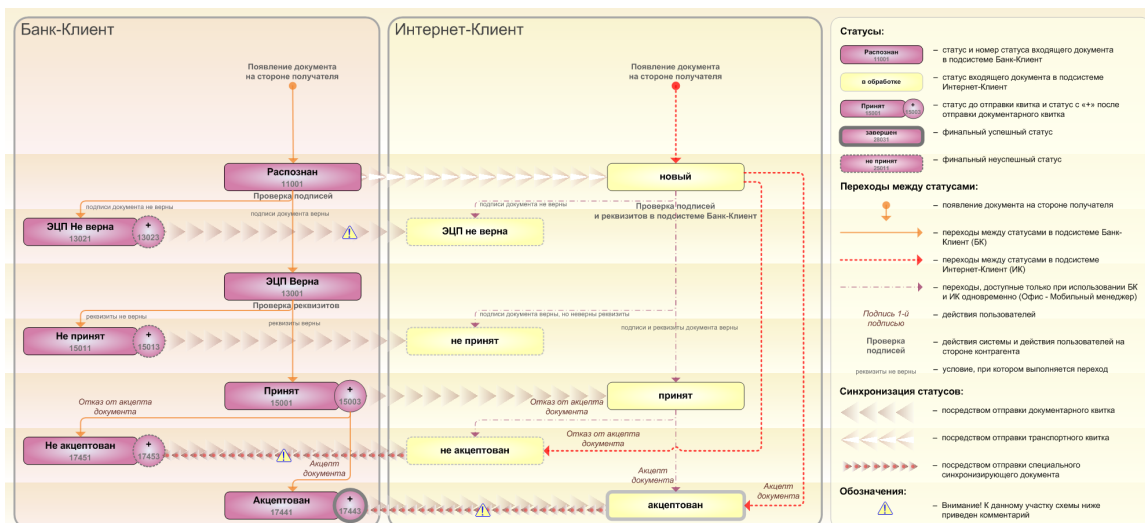 Банк-Клиент
Интернет-Клиент
Появление документа
на стороне получателя
Появление документа
на стороне получателя
Распознан
11001
новый
Проверка подписей
Проверка подписей
и реквизитов в подсистеме Банк-Клиент
подписи документа не верны
подписи документа верны
подписи документа не верны
ЭЦП Не верна
13021
+
13023
ЭЦП не верна
ЭЦП Верна
13001
Проверка реквизитов
реквизиты не верны
реквизиты верны
подписи документа верны, но неверны реквизиты
подписи и реквизиты документа верны
Не принят
15011
+
15013
не принят
Принят
15001
+
15003
принят
Отказ от акцепта
документа
Отказ от акцепта
документа
Отказ от акцепта
документа
Не акцептован
17451
+
17453
не акцептован
Акцепт
документа
Акцепт
документа
Акцепт
документа
Акцептован
17441
+
17443
акцептован
Статусы:
Распознан
11001
– статус и номер статуса входящего документа
в подсистеме Банк-Клиент
в обработке
– статус входящего документа в подсистеме
Интернет-Клиент
Принят
15001
+
15003
– статус до отправки квитка и статус с «+» после
отправки документарного квитка
завершен
– финальный успешный статус
не принят
– финальный неуспешный статус
Переходы между статусами:
– появление документа на стороне получателя
– переходы между статусами в подсистеме Банк-
Клиент (БК)
– переходы между статусами в подсистеме
Интернет-Клиент (ИК)
– переходы, доступные только при использовании БК
и ИК одновременно (Офис - Мобильный менеджер)
Подпись 1-й
подписью
– действия пользователей
Проверка
подписей
– действия системы и действия пользователей на
стороне контрагента
реквизиты не верны
– условие, при котором выполняется переход
Синхронизация статусов:
– посредством отправки документарного квитка
– посредством отправки транспортного квитка
– посредством отправки специального
синхронизирующего документа
Обозначения:
– Внимание! К данному участку схемы ниже
приведен комментарий